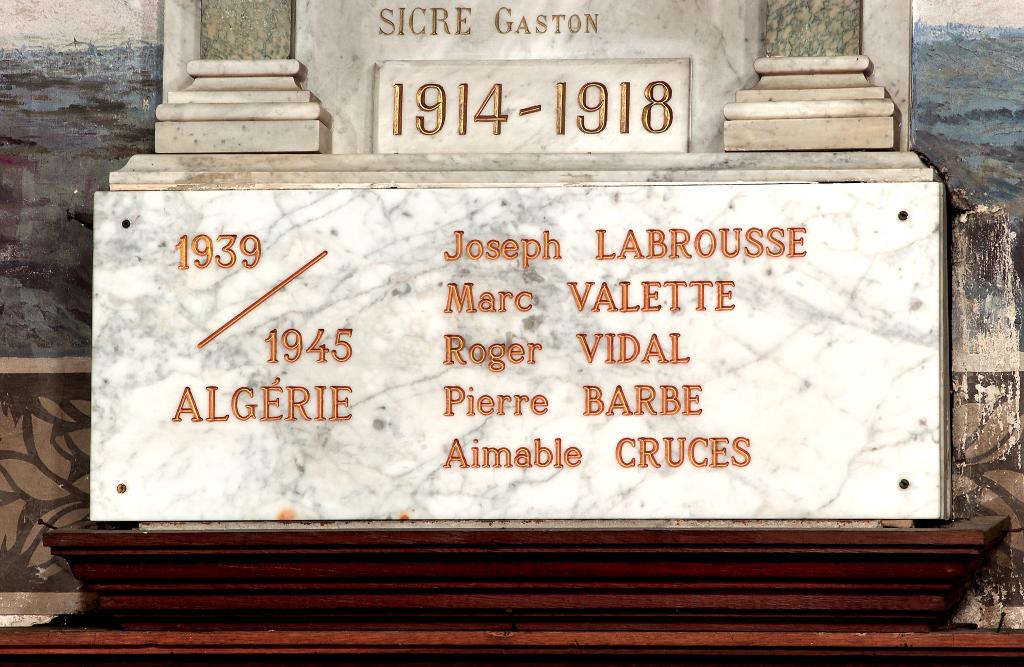 SICRE GASTON
1914-1918
1939 / 1945
ALGÉRIE
Joseph LABROUSSE
Marc VALETTE
Roger VIDAL
Pierre BARBE
Aimable CRUCES